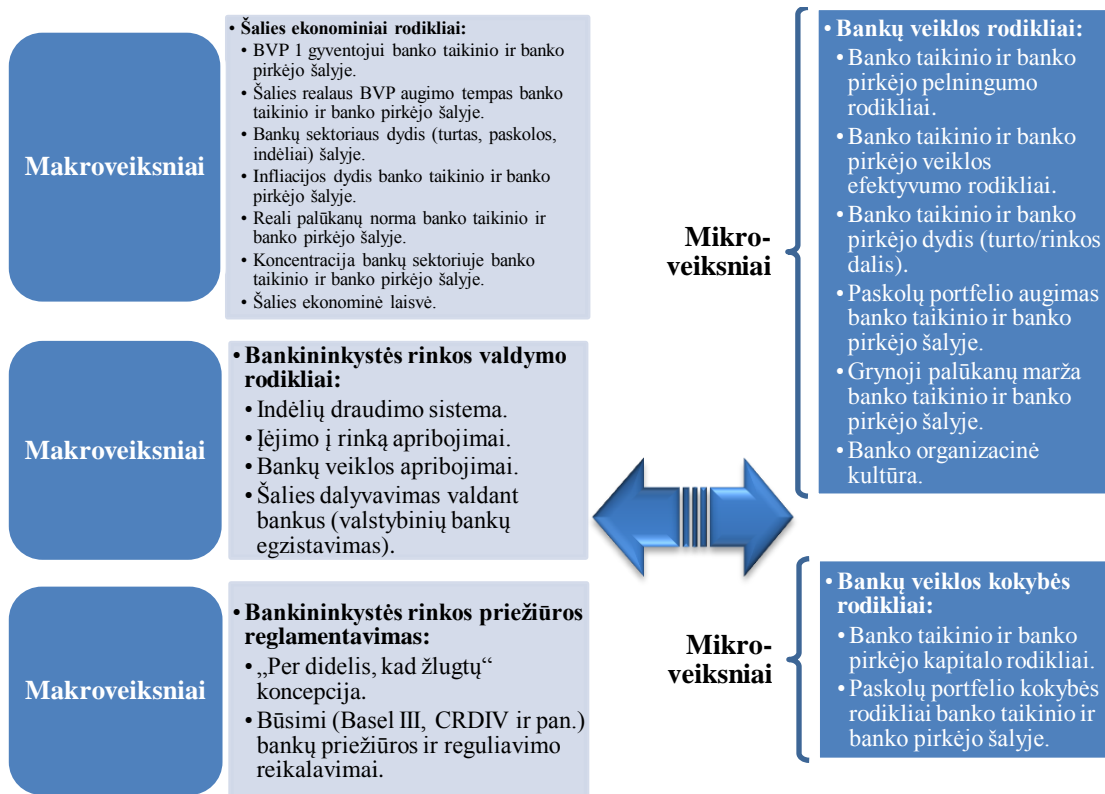 Makroveiksniai
• Šalies ekonominiai rodikliai:
• BVP 1 gyventojui banko taikinio ir banko
pirkėjo šalyje.
• Šalies realaus BVP augimo tempas banko
taikinio ir banko pirkėjo šalyje.
• Bankų sektoriaus dydis (turtas, paskolos,
indėliai) šalyje.
• Infliacijos dydis banko taikinio ir banko
pirkėjo šalyje.
• Reali palūkanų norma banko taikinio ir
banko pirkėjo šalyje.
• Koncentracija bankų sektoriuje banko
taikinio ir banko pirkėjo šalyje.
• Šalies ekonominė laisvė.
Makroveiksniai
• Bankininkystės rinkos valdymo
rodikliai:
• Indėlių draudimo sistema.
• Įėjimo į rinką apribojimai.
• Bankų veiklos apribojimai.
• Šalies dalyvavimas valdant
bankus (valstybinių bankų
egzistavimas).
Makroveiksniai
• Bankininkystės rinkos priežiūros
reglamentavimas:
• „Per didelis, kad žlugtų“
koncepcija.
• Būsimi (Basel III, CRDIV ir pan.)
bankų priežiūros ir reguliavimo
reikalavimai.
Mikro-
veiksniai
• Bankų veiklos rodikliai:
• Banko taikinio ir banko
pirkėjo pelningumo
rodikliai.
• Banko taikinio ir banko
pirkėjo veiklos
efektyvumo rodikliai.
• Banko taikinio ir banko
pirkėjo dydis (turto/rinkos
dalis).
• Paskolų portfelio augimas
banko taikinio ir banko
pirkėjo šalyje.
• Grynoji palūkanų marža
banko taikinio ir banko
pirkėjo šalyje.
• Banko organizacinė
kultūra.
Mikro-
veiksniai
• Bankų veiklos kokybės
rodikliai:
• Banko taikinio ir banko
pirkėjo kapitalo rodikliai.
• Paskolų portfelio kokybės
rodikliai banko taikinio ir
banko pirkėjo šalyje.